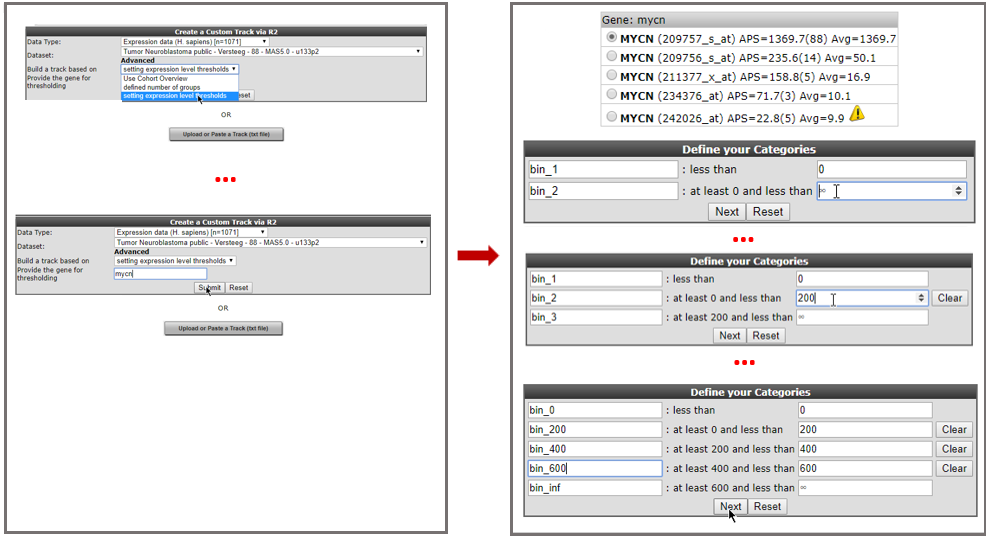 Create a Custom Track via R2
Data Type: Expression data (H. sapiens) [n=1071]
Dataset: Tumor Neuroblastoma public - Versteeg - 88 - MAS5.0 - u133p2
Advanced
Build a track based on setting expression level thresholds
Provide the gene for Use Cohort Overview
thresholding defined number of groups
setting expression level thresholds eset
OR
Upload or Paste a Track (txt file)
Create a Custom Track via R2
Data Type: Expression data (H. sapiens) [n=1071]
Dataset: Tumor Neuroblastoma public - Versteeg - 88 - MAS5.0 - u133p2
Advanced
Build a track based on setting expression level thresholds
Provide the gene for
thresholding mycn
Submit Reset
OR
Upload or Paste a Track (txt file)
Gene: mycn
MYCN (209757_s_at) APS=1369.7(88) Avg=1369.7
MYCN (209756_s_at) APS=235.6(14) Avg=50.1
MYCN (211377_x_at) APS=158.8(5) Avg=16.9
MYCN (234376_at) APS=71.7(3) Avg=10.1
MYCN (242026_at) APS=22.8(5) Avg=9.9
Define your Categories
bin_1 : less than 0
bin_2 : at least 0 and less than ∞
Next Reset
Define your Categories
bin_1 : less than 0
bin_2 : at least 0 and less than 200 Clear
bin_3 : at least 200 and less than ∞
Next Reset
Define your Categories
bin_0 : less than 0
bin_200 : at least 0 and less than 200 Clear
bin_400 : at least 200 and less than 400 Clear
bin_600 : at least 400 and less than 600 Clear
bin_inf : at least 600 and less than ∞
Next Reset